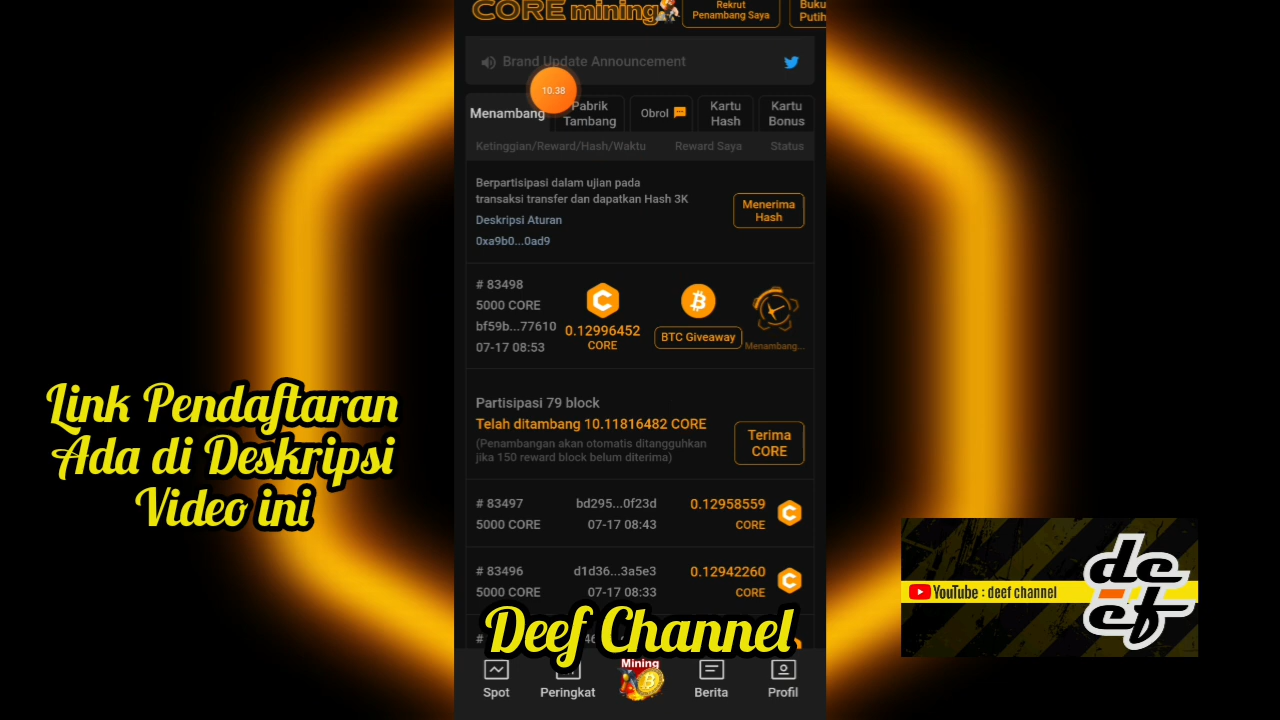 CORE mining
Rekrut
Penambang Saya
Buku
Putih
Brand Update Announcement
10.38
Menambang
Pabrik
Tambang
Obrol
Kartu
Hash
Kartu
Bonus
Ketinggian/Reward/Hash/Waktu
Reward Saya
Status
Berpartisipasi dalam ujian pada
transaksi transfer dan dapatkan Hash 3K
Deskripsi Aturan
0xa9b0...0ad9
Menerima
Hash
# 83498
5000 CORE
bf59b...77610
07-17 08:53
0.12996452
CORE
BTC Giveaway
Menambang...
Partisipasi 79 block
Telah ditambang 10.11816482 CORE
(Penambangan akan otomatis ditangguhkan
jika 150 reward block belum diterima)
Terima
CORE
# 83497
5000 CORE
bd295...0f23d
07-17 08:43
0.12958559
CORE
# 83496
5000 CORE
d1d36...3a5e3
07-17 08:33
0.12942260
CORE
Link Pendaftaran
Ada di Deskripsi
Video ini
Deef Channel
YouTube : deef channel
de
ef
Spot
Peringkat
Mining
Berita
Profil